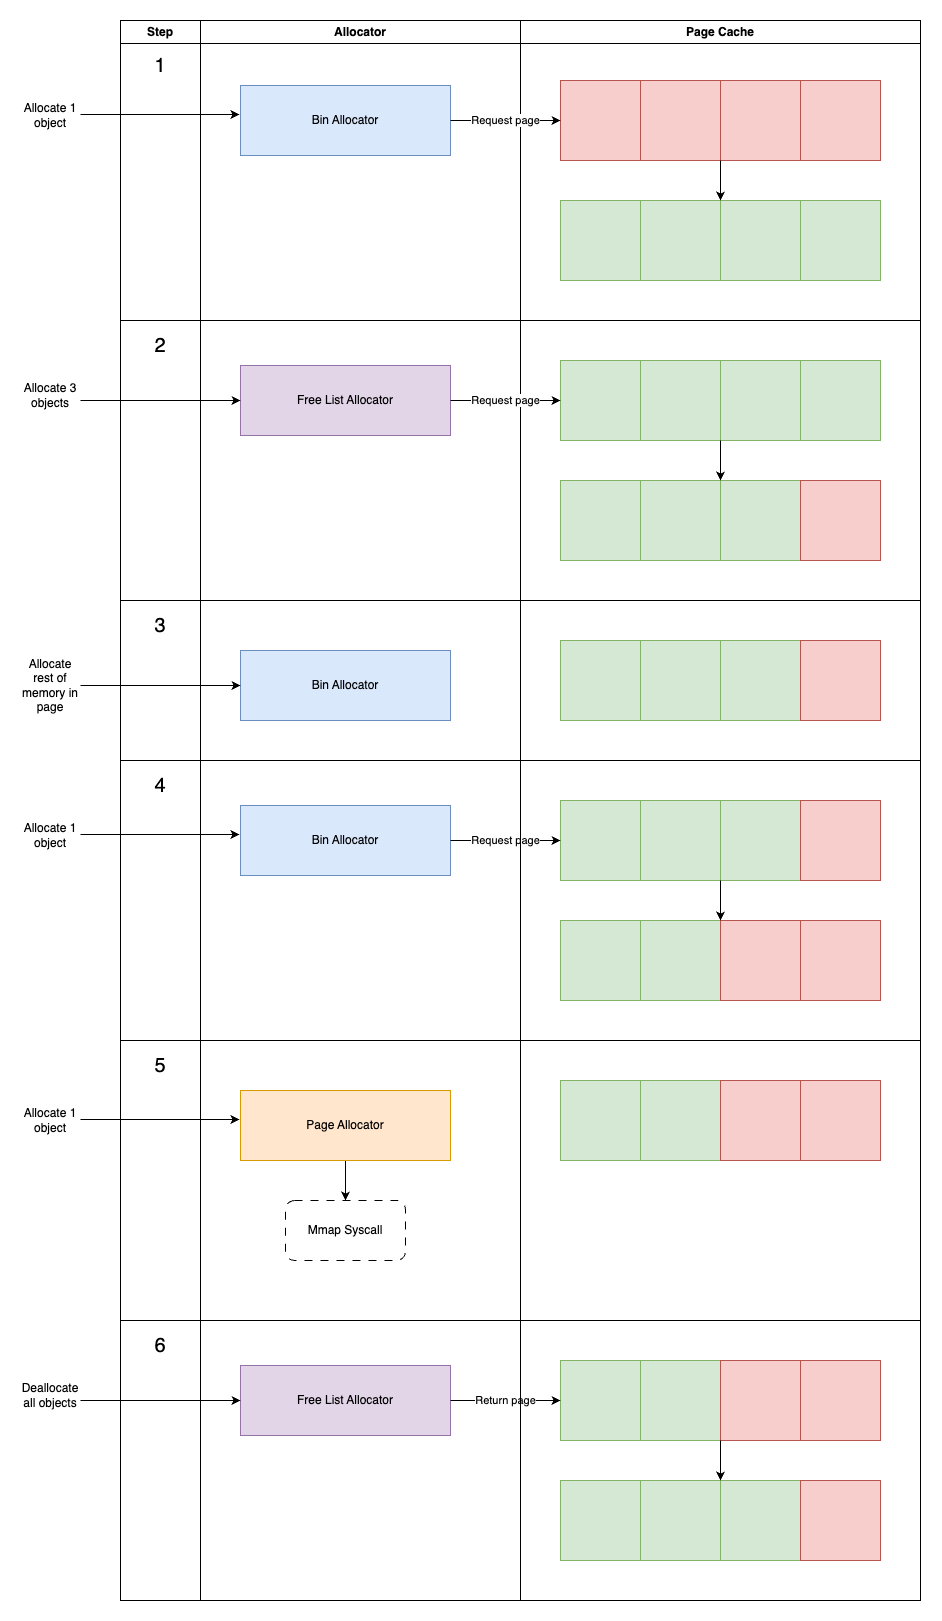 Step
Allocator
Page Cache
1
Allocate 1
object
Bin Allocator
Request page
2
Allocate 3
objects
Free List Allocator
Request page
3
Allocate
rest of
memory in
page
Bin Allocator
4
Allocate 1
object
Bin Allocator
Request page
5
Allocate 1
object
Page Allocator
Mmap Syscall
6
Deallocate
all objects
Free List Allocator
Return page